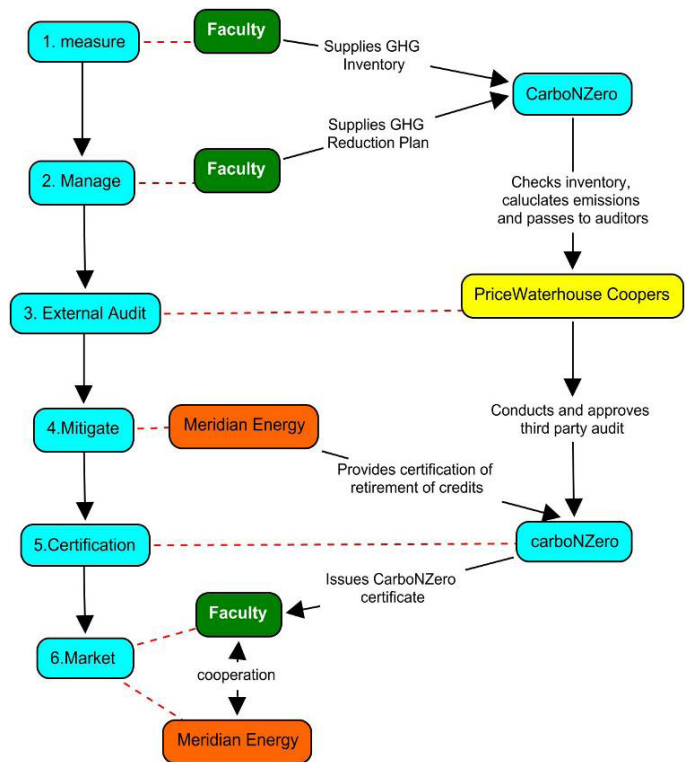 1. measure
Faculty
Supplies GHG
Inventory
CarboNZero
Supplies GHG
Reduction Plan
2. Manage
Faculty
Checks inventory,
caluclates emissions
and passes to auditors
3. External Audit
PriceWaterhouse Coopers
4.Mitigate
Meridian Energy
Conducts and approves
third party audit
Provides certification of
retirement of credits
5.Certification
carboNZero
Issues CarboNZero
certificate
Faculty
6.Market
cooperation
Meridian Energy